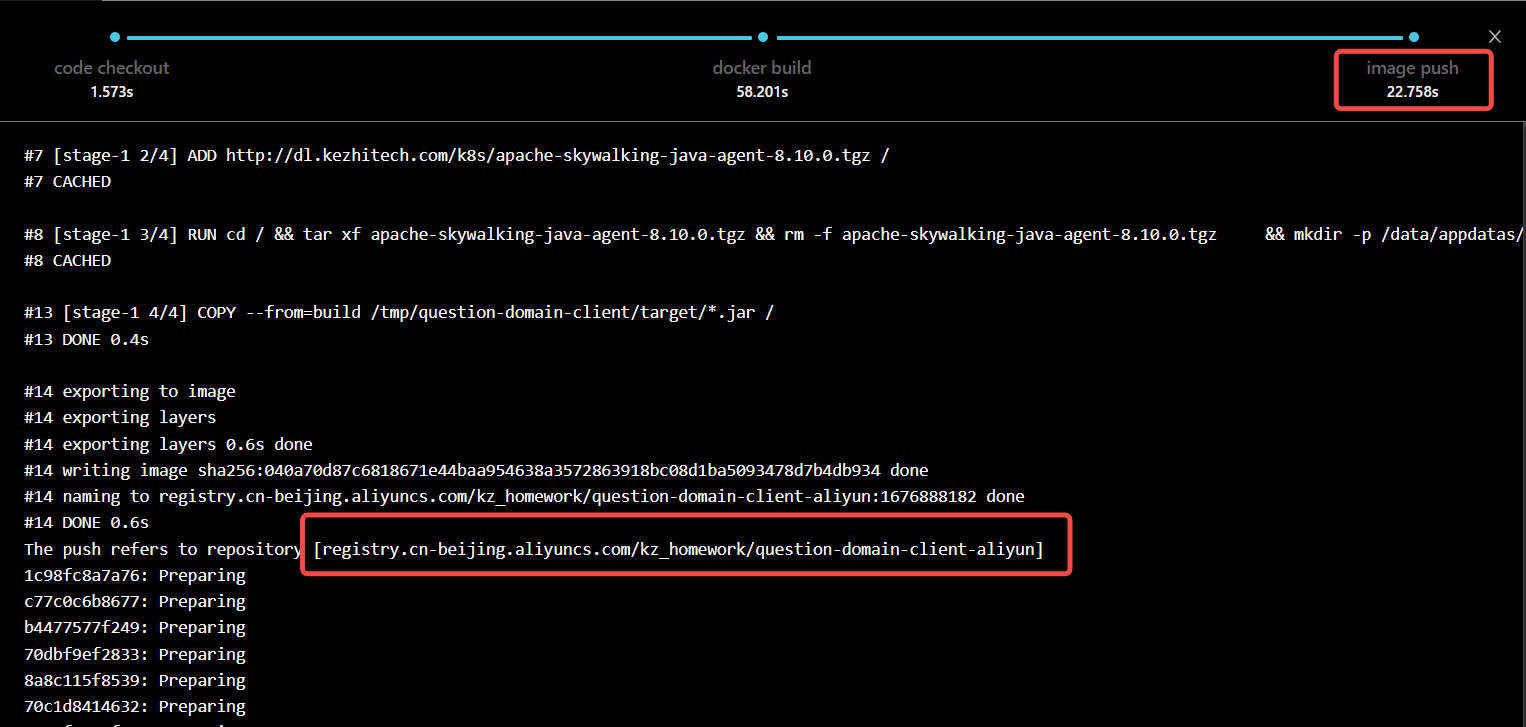 code checkout
1.573s
docker build
58.201s
image push
22.758s
#7 [stage-1 2/4] ADD http://dl.kezhitech.com/k8s/apache-skywalking-java-agent-8.10.0.tgz /
#7 CACHED
#8 [stage-1 3/4] RUN cd / && tar xf apache-skywalking-java-agent-8.10.0.tgz && rm -f apache-skywalking-java-agent-8.10.0.tgz     && mkdir -p /data/appdatas/
#8 CACHED
#13 [stage-1 4/4] COPY --from=build /tmp/question-domain-client/target/*.jar /
#13 DONE 0.4s
#14 exporting to image
#14 exporting layers
#14 exporting layers 0.6s done
#14 writing image sha256:040a70d87c6818671e44baa954638a3572863918bc08d1ba5093478d7b4db934 done
#14 naming to registry.cn-beijing.aliyuncs.com/kz_homework/question-domain-client-aliyun:1676888182 done
#14 DONE 0.6s
The push refers to repository [registry.cn-beijing.aliyuncs.com/kz_homework/question-domain-client-aliyun]
1c98fc8a7a76: Preparing
c77c0c6b8677: Preparing
b4477577f249: Preparing
70dbf9ef2833: Preparing
8a8c115f8539: Preparing
70c1d8414632: Preparing